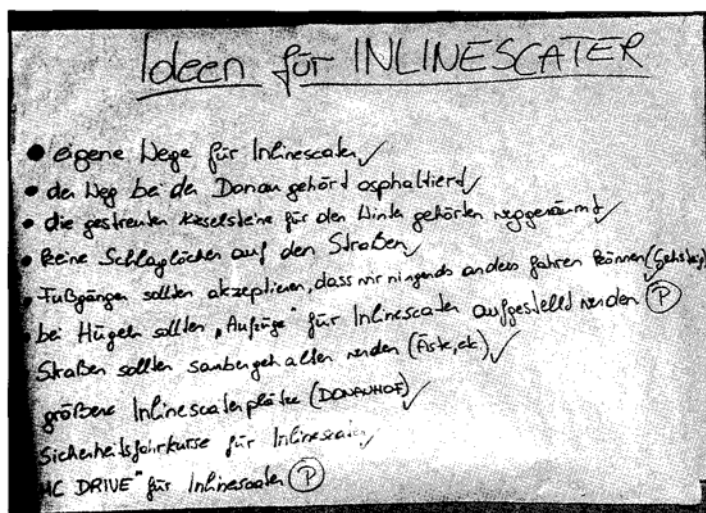 Ideen für INLINESCATER
● eigene Wege für Inlinescater ✓
● der Weg bei der Donau gehört asphaltiert ✓
● die gestreuten Kieselsteine für den Winter gehörten weggeräumt ✓
● keine Schlaglöcher auf den Straßen ✓
● Fußgänger sollten akzeptieren, dass wir nirgends anders fahren können (Gehsteig) ✓
● bei Hügeln sollten "Aufzüge" für Inlinescater aufgestellt werden Ⓟ
Straßen sollten saubergehalten werden (Äste, etc.) ✓
größere Inlinescaterplätze (DONAUHOF) ✓
Sicherheitsfahrkurse für Inlinescater ✓
MC DRIVE" für Inlinescater Ⓟ